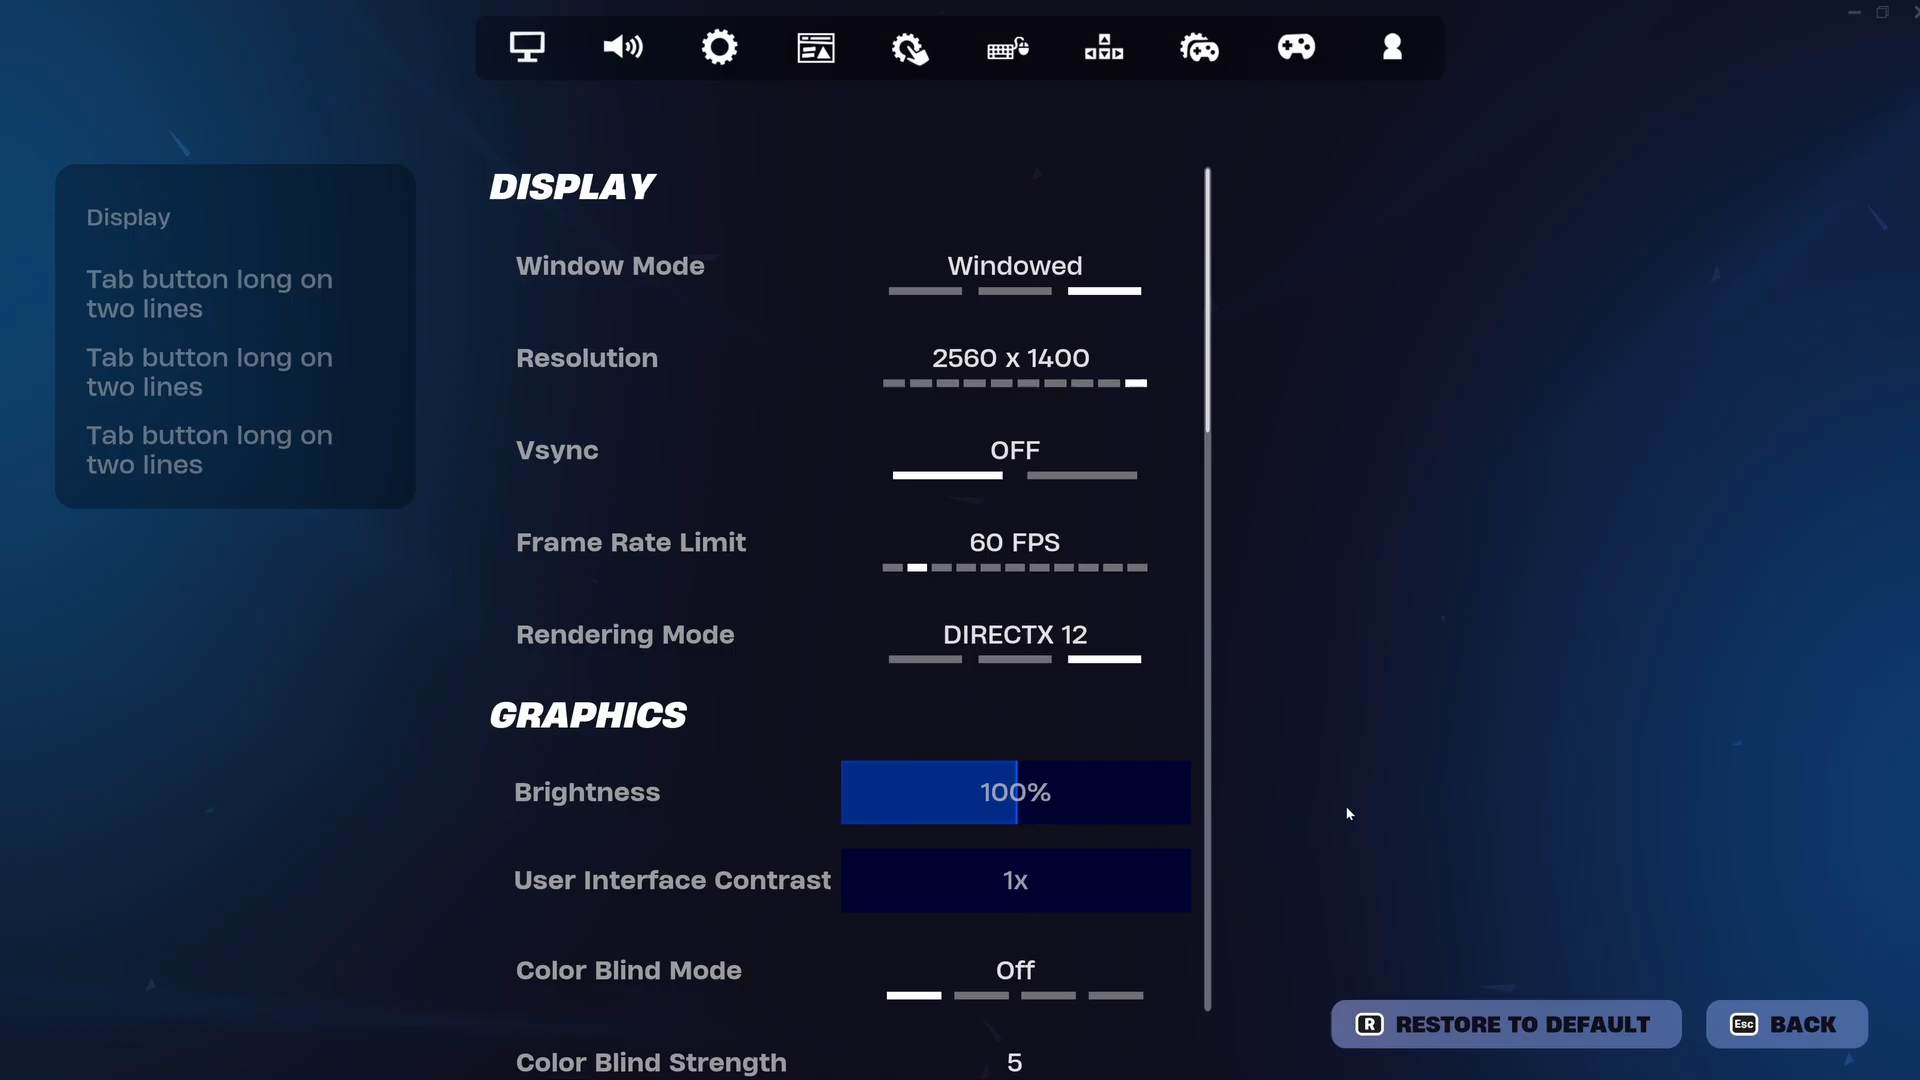 Display
Tab button long on
two lines
Tab button long on
two lines
Tab button long on
two lines
DISPLAY
Window Mode
Windowed
Resolution
2560 x 1400
Vsync
OFF
Frame Rate Limit
60 FPS
Rendering Mode
DIRECTX 12
GRAPHICS
Brightness
100%
User Interface Contrast
1x
Color Blind Mode
Off
Color Blind Strength
5
R RESTORE TO DEFAULT
Esc BACK